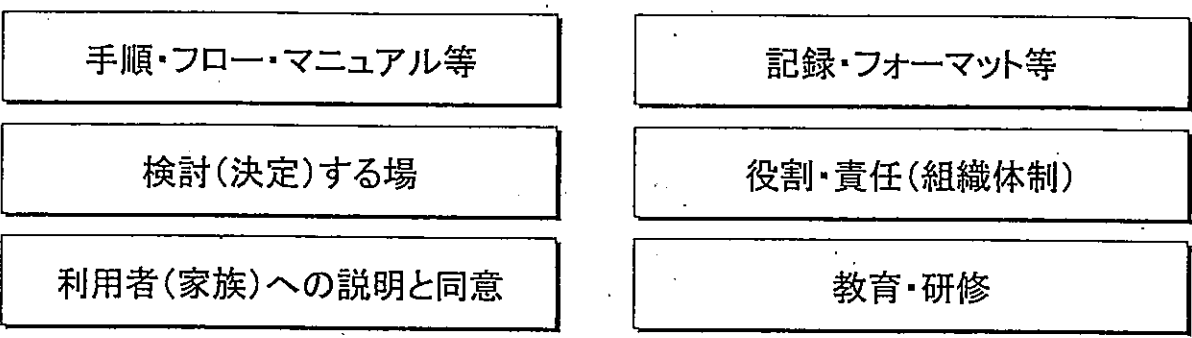 手順・フロー・マニュアル等
記録・フォーマット等
検討(決定)する場
役割・責任(組織体制)
利用者(家族)への説明と同意
教育・研修